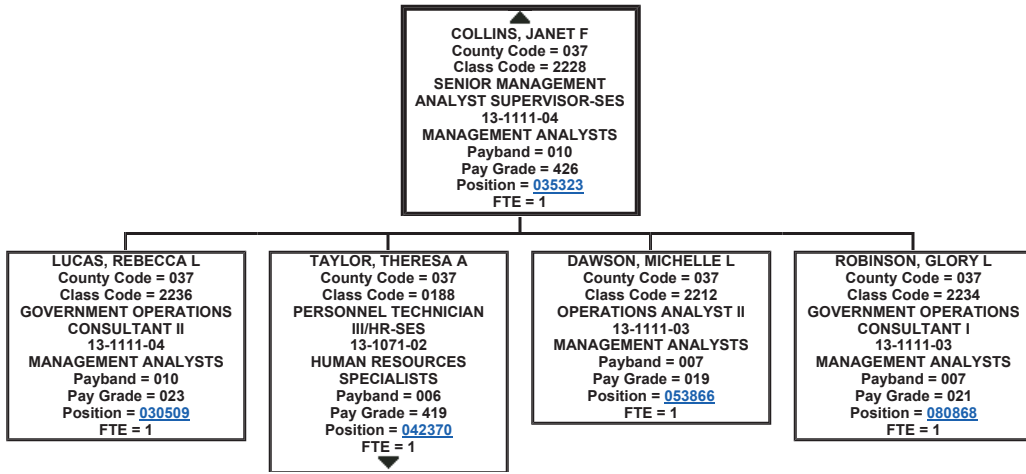 COLLINS, JANET F
County Code = 037
Class Code = 2228
SENIOR MANAGEMENT
ANALYST SUPERVISOR-SES
13-1111-04
MANAGEMENT ANALYSTS
Payband = 010
Pay Grade = 426
Position = 035323
FTE = 1
LUCAS, REBECCA L
County Code = 037
Class Code = 2236
GOVERNMENT OPERATIONS
CONSULTANT II
13-1111-04
MANAGEMENT ANALYSTS
Payband = 010
Pay Grade = 023
Position = 030509
FTE = 1
TAYLOR, THERESA A
County Code = 037
Class Code = 0188
PERSONNEL TECHNICIAN
III/HR-SES
13-1071-02
HUMAN RESOURCES
SPECIALISTS
Payband = 006
Pay Grade = 419
Position = 042370
FTE = 1
DAWSON, MICHELLE L
County Code = 037
Class Code = 2212
OPERATIONS ANALYST II
13-1111-03
MANAGEMENT ANALYSTS
Payband = 007
Pay Grade = 019
Position = 053866
FTE = 1
ROBINSON, GLORY L
County Code = 037
Class Code = 2234
GOVERNMENT OPERATIONS
CONSULTANT I
13-1111-03
MANAGEMENT ANALYSTS
Payband = 007
Pay Grade = 021
Position = 080868
FTE = 1